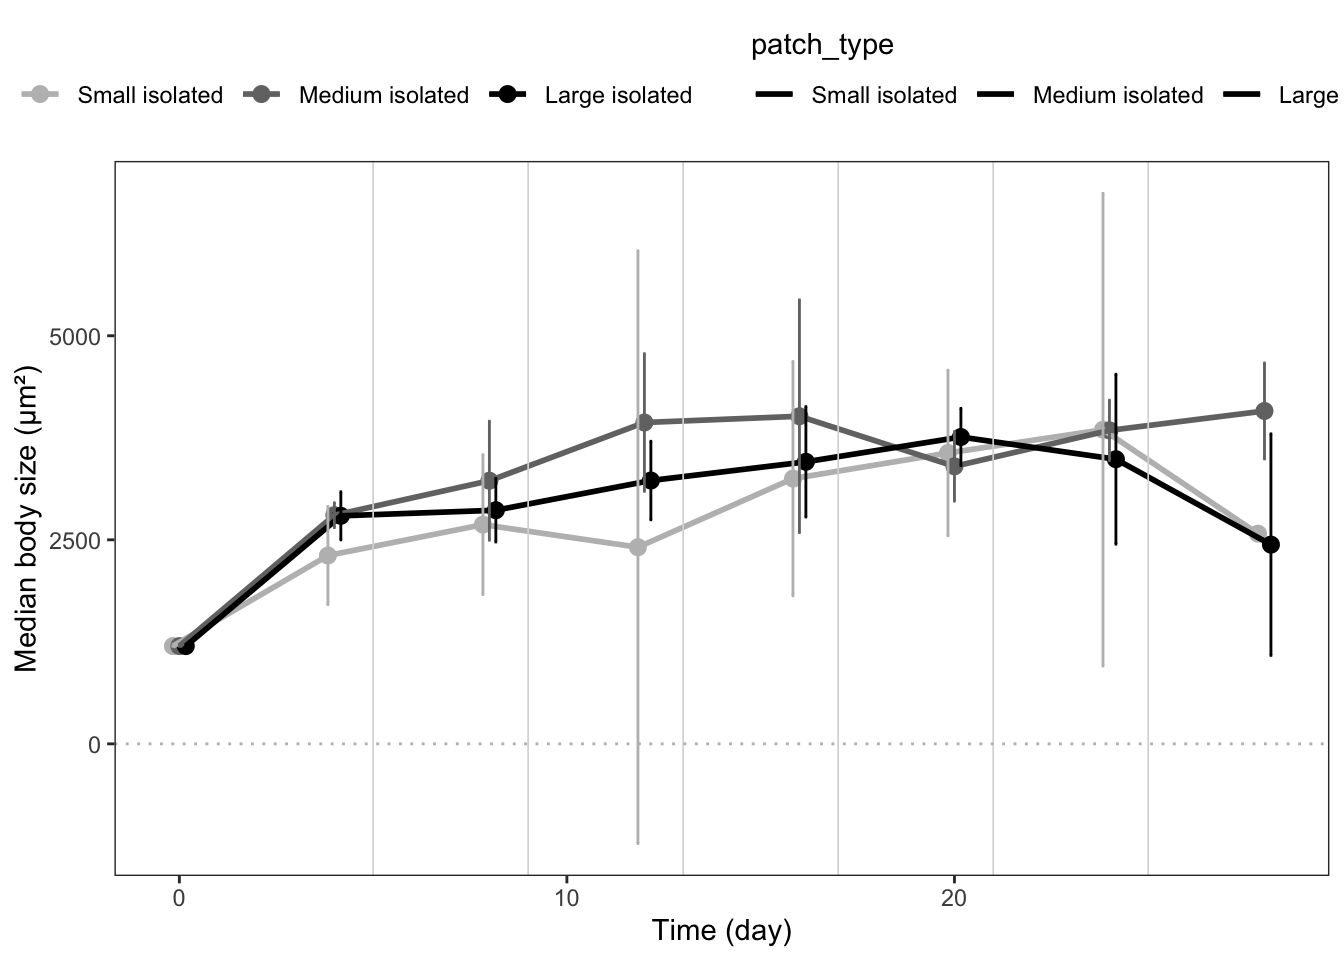 patch_type
Small isolated Medium isolated Large isolated Small isolated Medium isolated Large
5000
2500
0
Median body size (µm²)
0 10 20
Time (day)